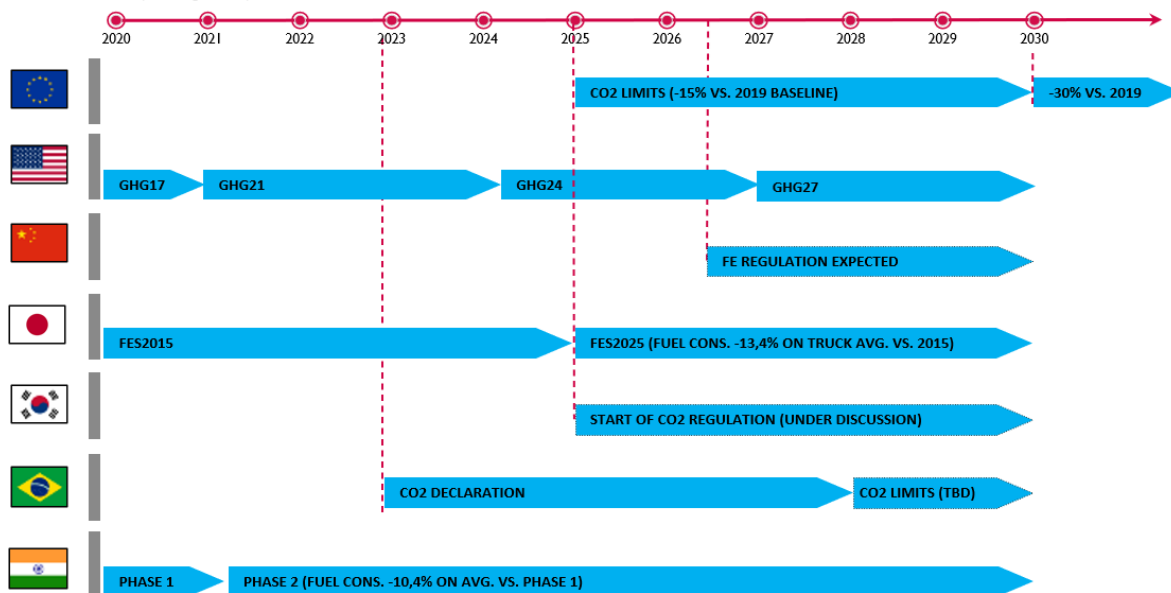 2020 2021 2022 2023 2024 2025 2026 2027 2028 2029 2030
CO2 LIMITS (-15% VS. 2019 BASELINE) -30% VS. 2019
GHG17 GHG21 GHG24 GHG27
FE REGULATION EXPECTED
FES2015 FES2025 (FUEL CONS. -13,4% ON TRUCK AVG. VS. 2015)
START OF CO2 REGULATION (UNDER DISCUSSION)
CO2 DECLARATION CO2 LIMITS (TBD)
PHASE 1 PHASE 2 (FUEL CONS. -10,4% ON AVG. VS. PHASE 1)